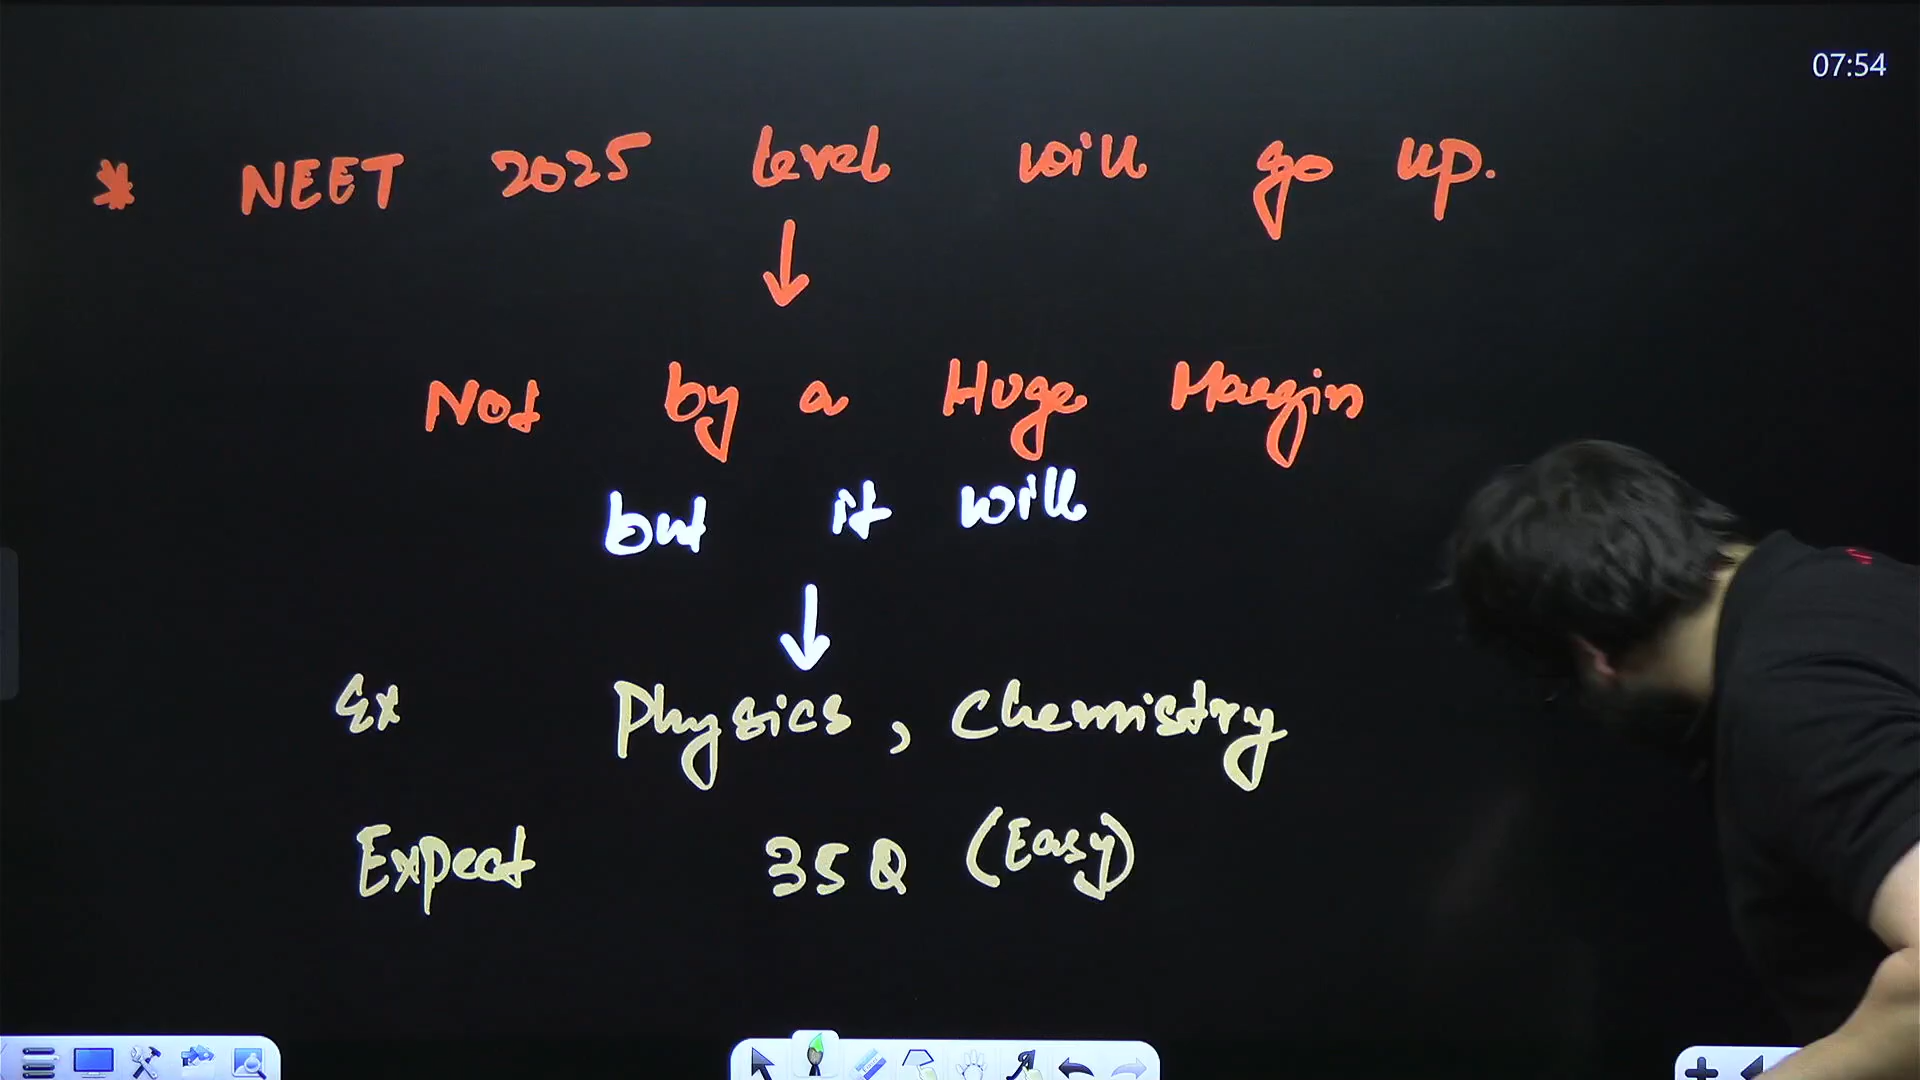 07:54
* NEET 2025 level will go up.
↓
Not by a Huge Margin
but it will
↓
Ex Physics, Chemistry
Expect 35Q (Easy)